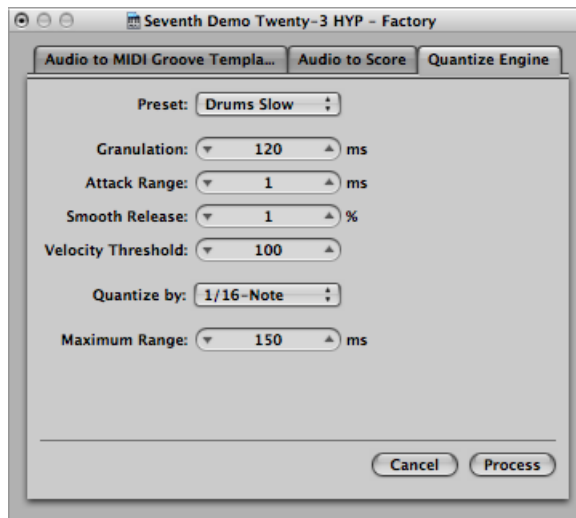 Seventh Demo Twenty-3 HYP - Factory
Audio to MIDI Groove Templa... Audio to Score Quantize Engine
Preset: Drums Slow
Granulation: 120 ms
Attack Range: 1 ms
Smooth Release: 1 %
Velocity Threshold: 100
Quantize by: 1/16-Note
Maximum Range: 150 ms
Cancel Process